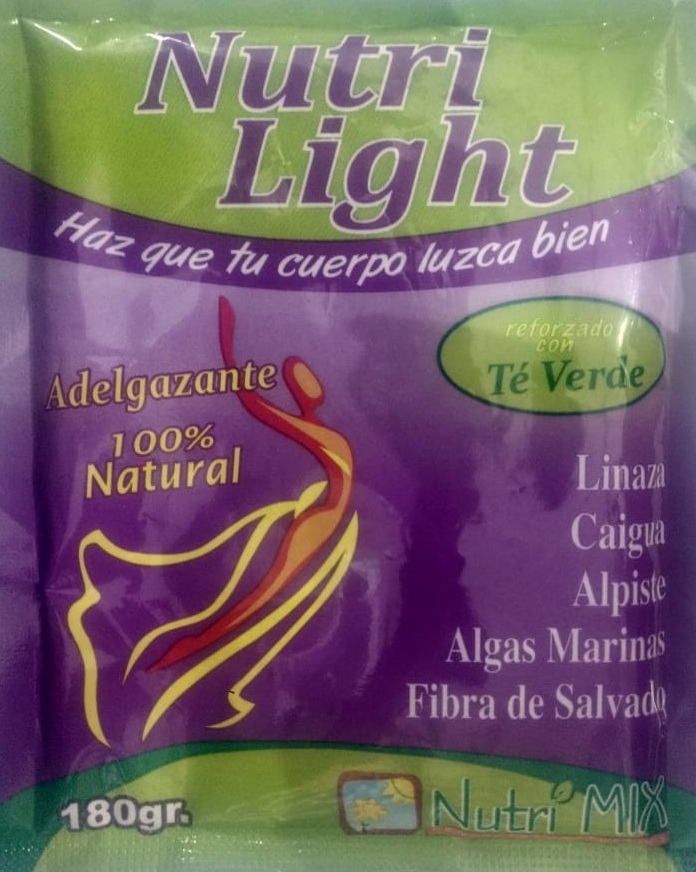 Nutri
Light
Haz que tu cuerpo luzca bien
reforzado
con
Té Verde
Adelgazante
100%
Natural
Linaza
Caigua
Alpiste
Algas Marinas
Fibra de Salvado
180gr.
Nutri MIX